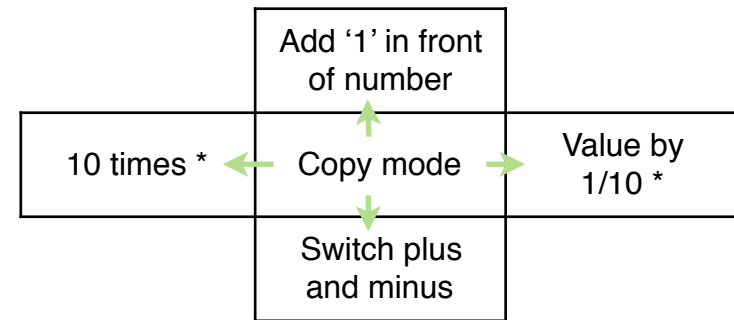 Add ‘1’ in front
of number
10 times *
Copy mode
Value by
1/10 *
Switch plus
and minus